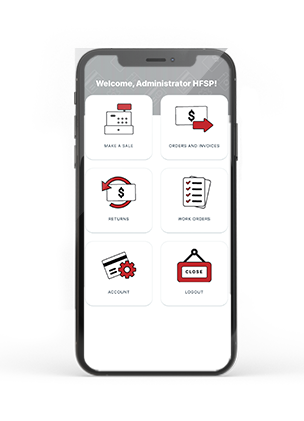 Welcome, Administrator HFSP!
$
$
MAKE A SALE
ORDERS AND INVOICES
$
RETURNS
WORK ORDERS
CLOSE
ACCOUNT
LOGOUT